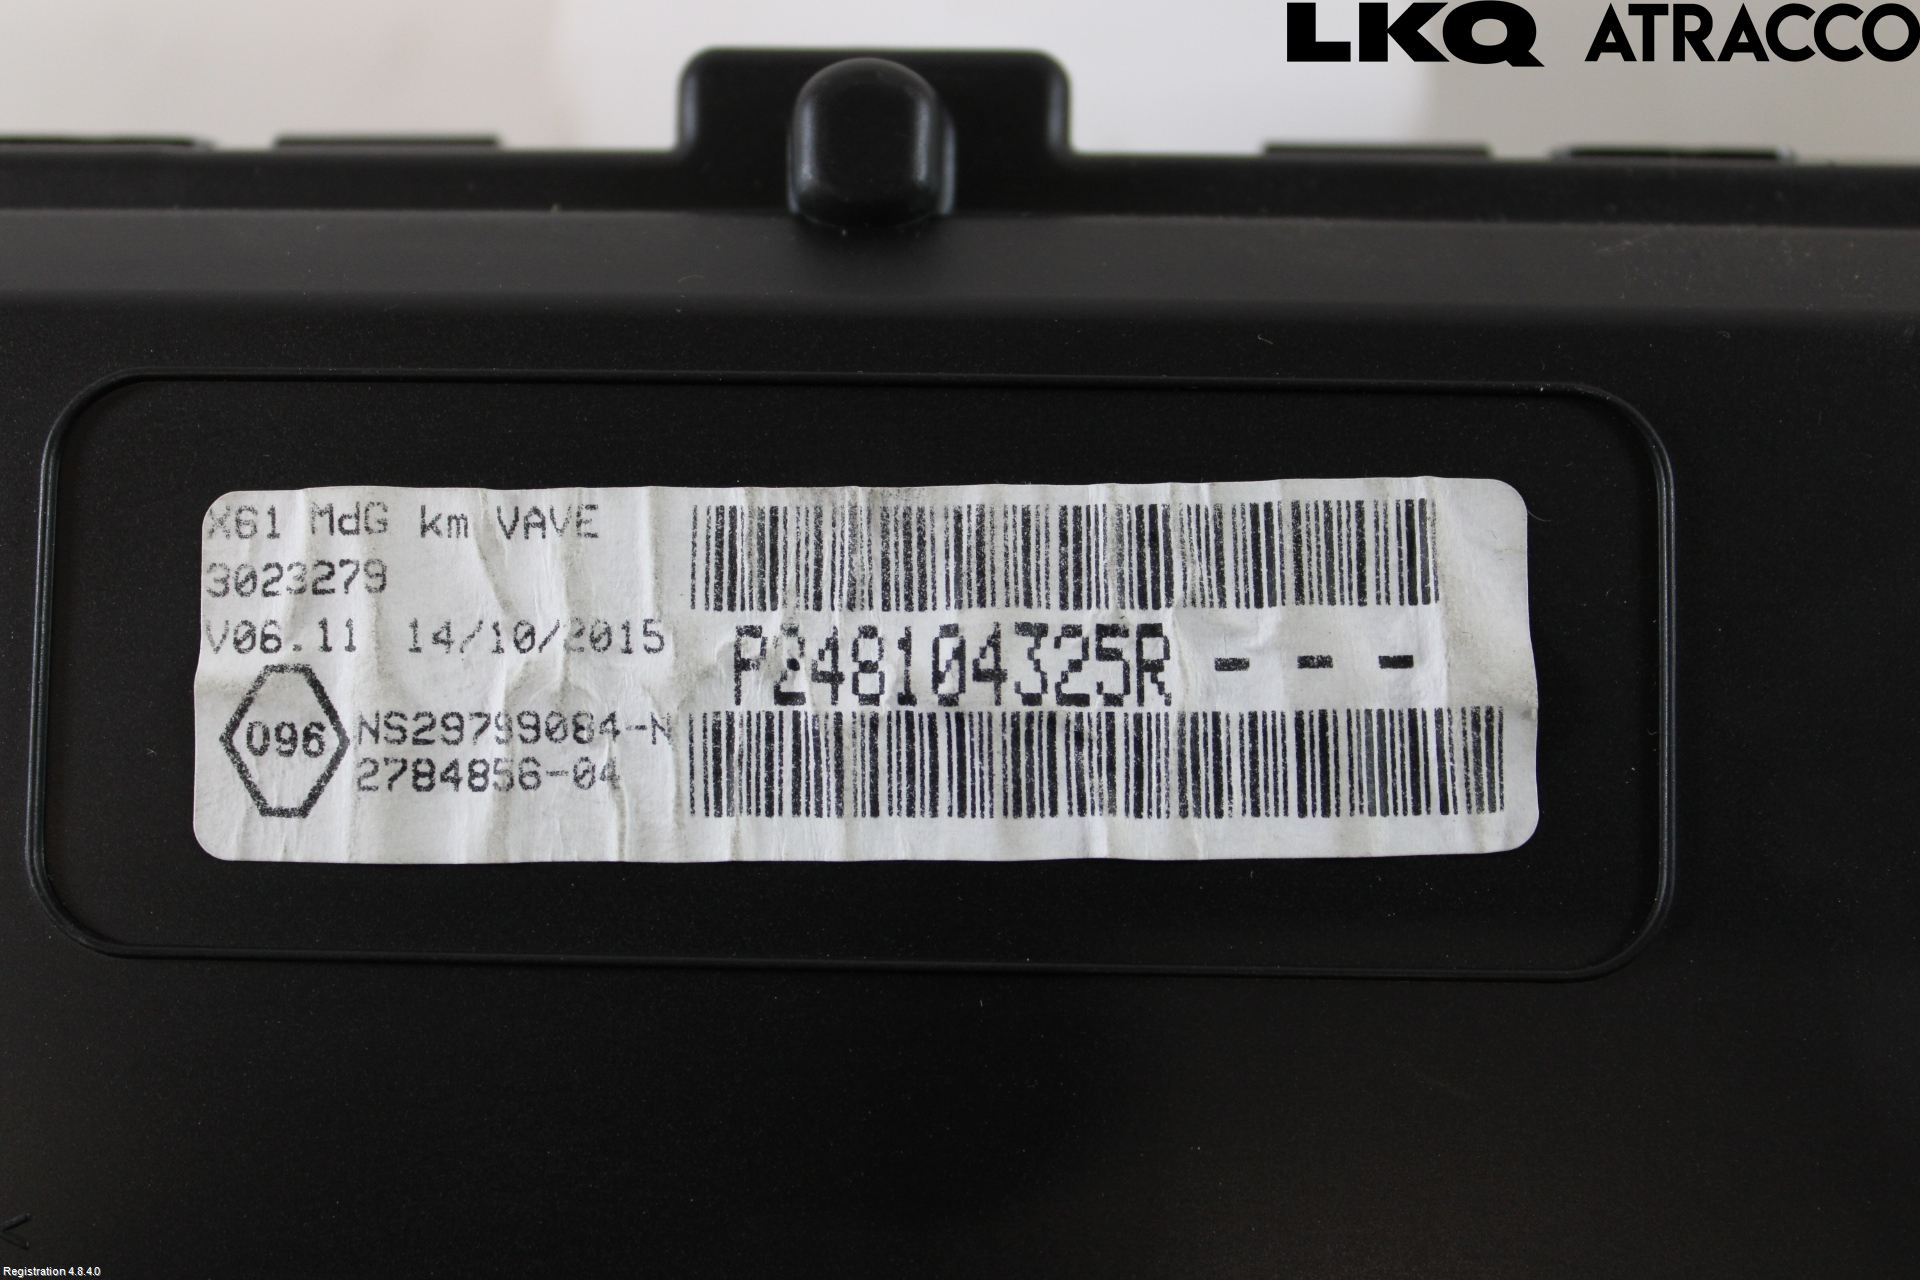 LKQ ATRACCO
X61 MdG km VAVE
3023279
V06.11 14/10/2015
P248104325R - - -
096
NS29799084-N
2784856-04
Registration 4.8.4.0